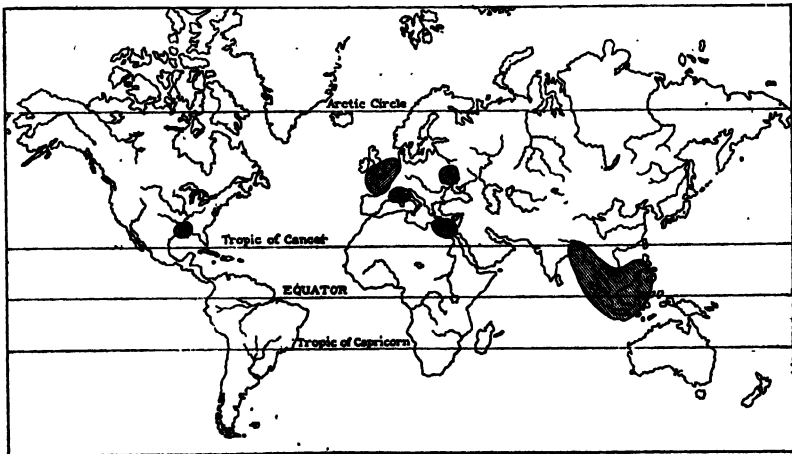 Arctic Circle
Tropic of Cancer
EQUATOR
Tropic of Capricorn